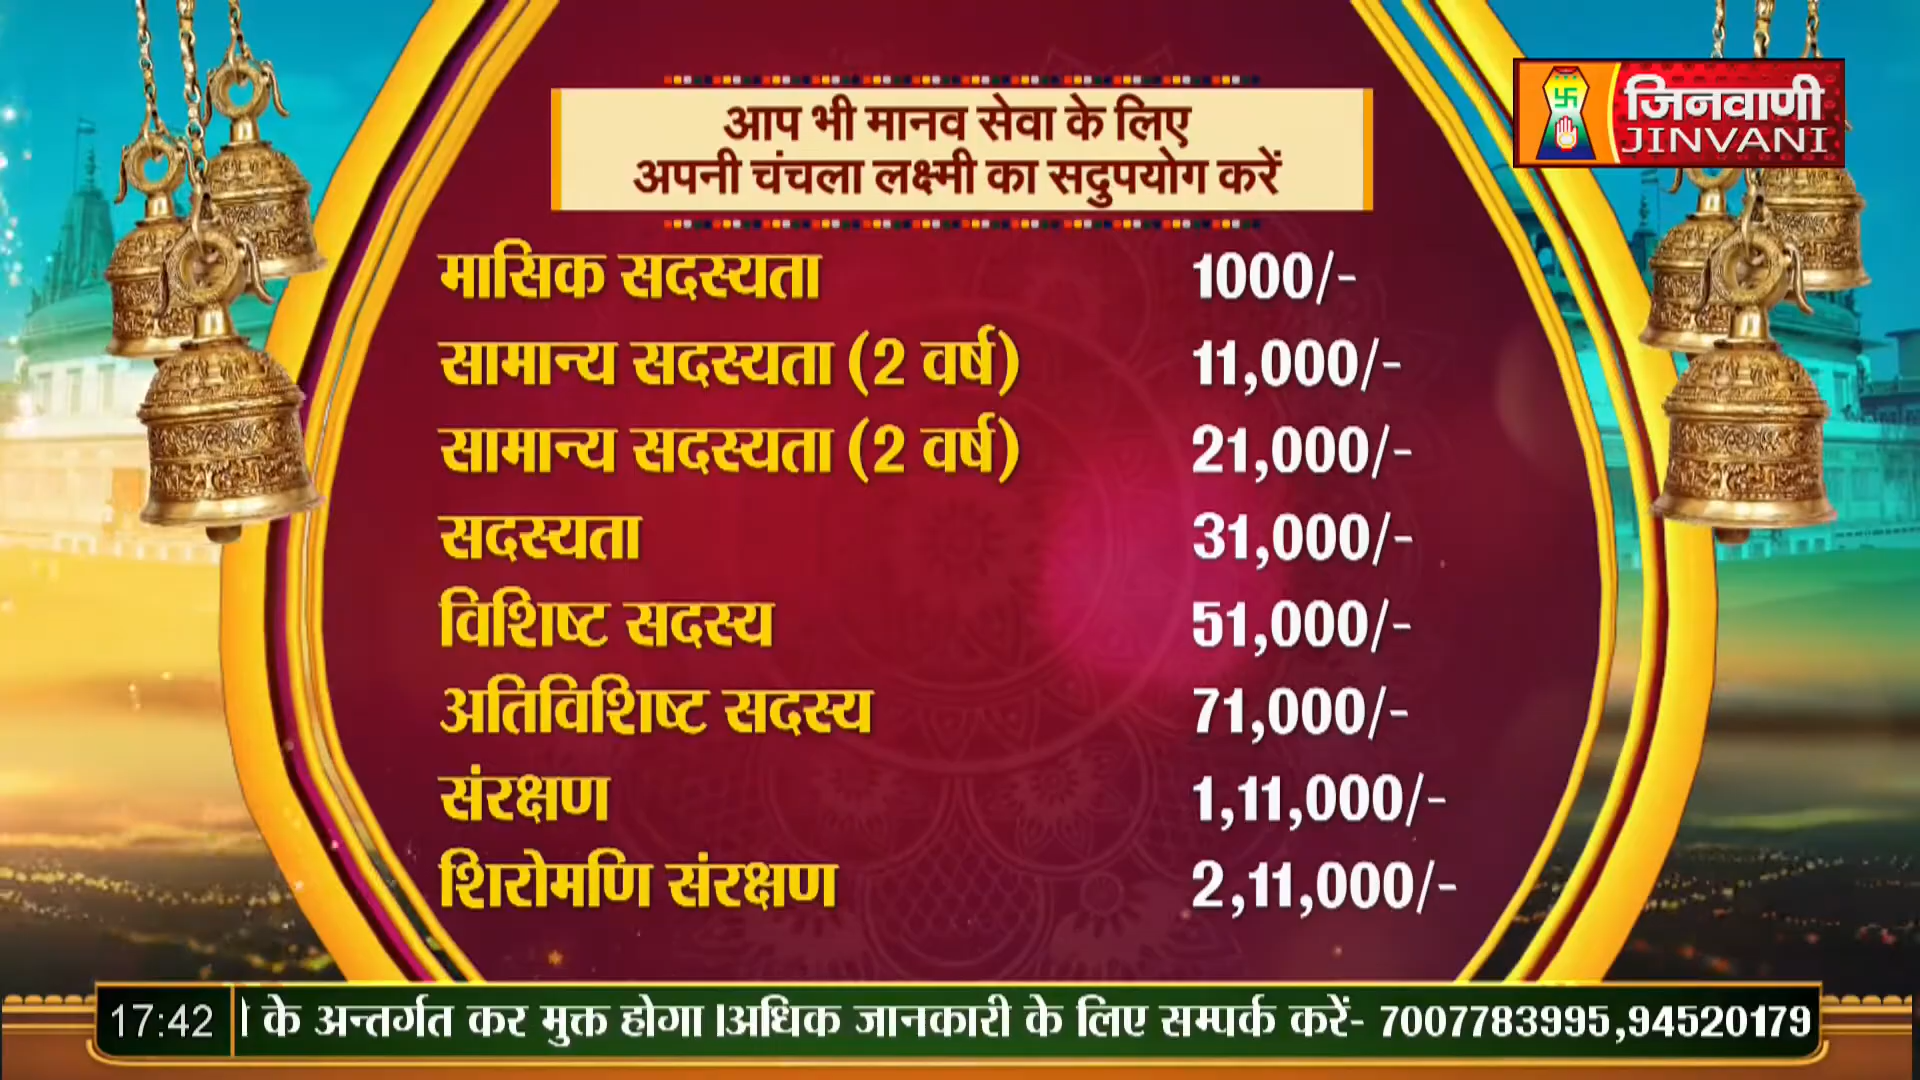 आप भी मानव सेवा के लिए
अपनी चंचला लक्ष्मी का सदुपयोग करें
जिनवाणी
JINVANI
मासिक सदस्यता 1000/-
सामान्य सदस्यता (2 वर्ष) 11,000/-
सामान्य सदस्यता (2 वर्ष) 21,000/-
सदस्यता 31,000/-
विशिष्ट सदस्य 51,000/-
अतिविशिष्ट सदस्य 71,000/-
संरक्षण 1,11,000/-
शिरोमणि संरक्षण 2,11,000/-
17:42 के अन्तर्गत कर मुक्त होगा ।अधिक जानकारी के लिए सम्पर्क करें- 7007783995,94520179